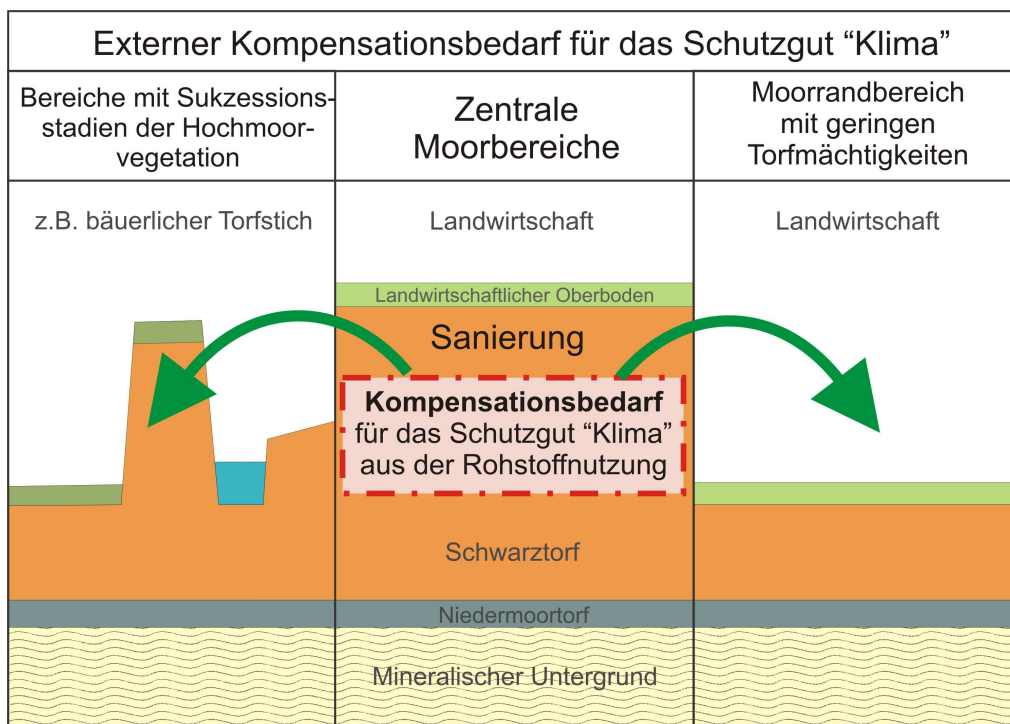 Externer Kompensationsbedarf für das Schutzgut “Klima”
Bereiche mit Sukzessions-
stadien der Hochmoor-
vegetation
Zentrale
Moorbereiche
Moorrandbereich
mit geringen
Torfmächtigkeiten
z.B. bäuerlicher Torfstich
Landwirtschaft
Landwirtschaft
Landwirtschaftlicher Oberboden
Sanierung
Kompensationsbedarf
für das Schutzgut “Klima”
aus der Rohstoffnutzung
Schwarztorf
Niedermoortorf
Mineralischer Untergrund